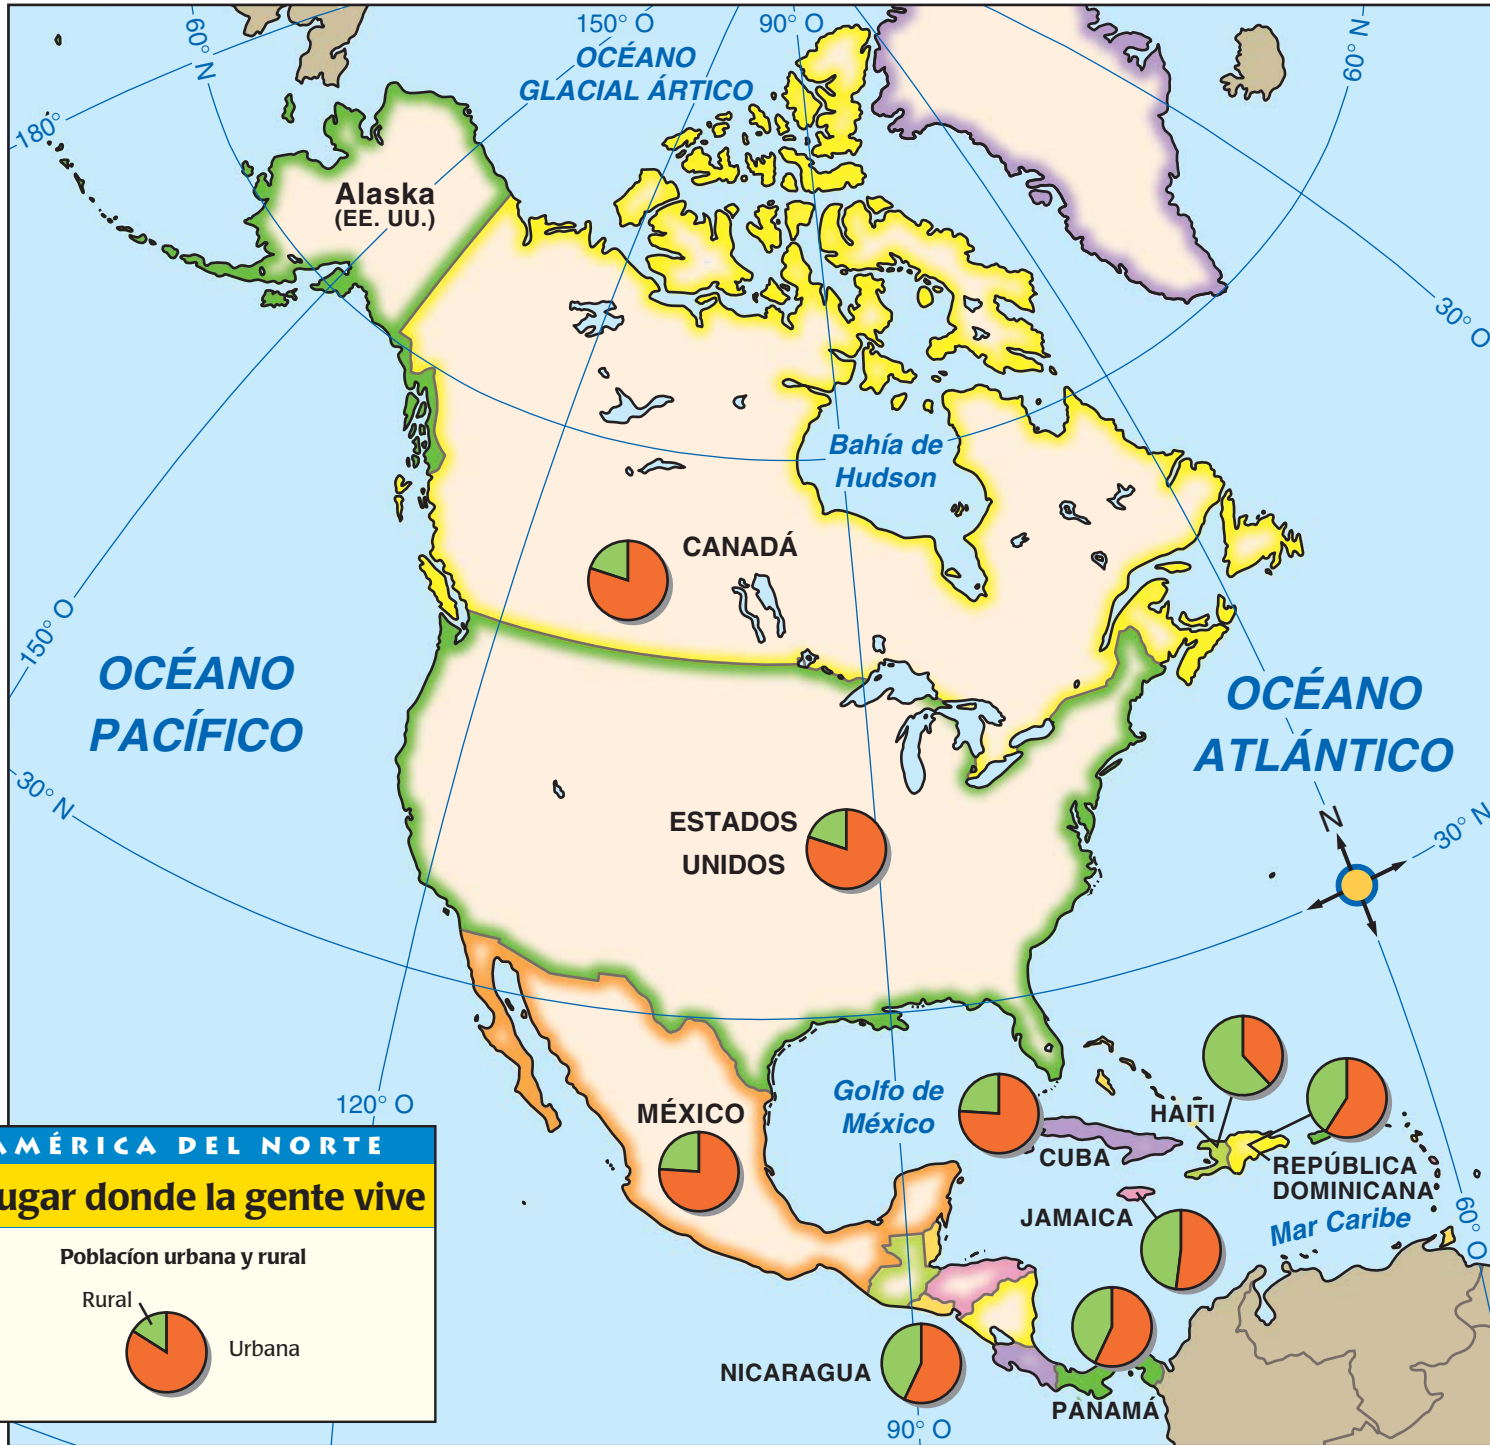 150° O
90° O
60° N
60° N
OCÉANO
GLACIAL ÁRTICO
180°
Alaska
(EE. UU.)
30° O
Bahía de
Hudson
CANADÁ
150° O
OCÉANO
PACÍFICO
OCÉANO
ATLÁNTICO
30° N
N
30° N
ESTADOS
UNIDOS
120° O
MÉXICO
Golfo de
México
CUBA
HAITI
REPÚBLICA
DOMINICANA
JAMAICA
Mar Caribe
60° O
NICARAGUA
PANAMÁ
90° O
AMÉRICA DEL NORTE
ugar donde la gente vive
Poblacíon urbana y rural
Rural
Urbana